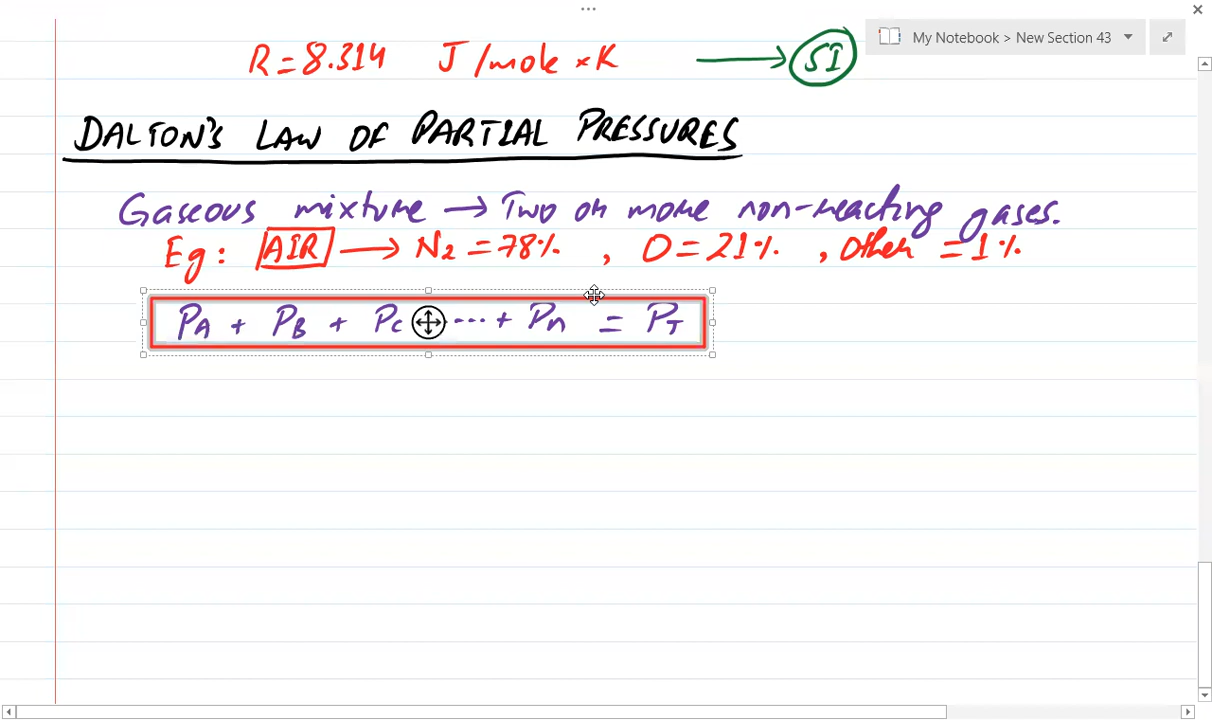 My Notebook > New Section 43
R = 8.314 J/mole × K → SI
DALTON'S LAW OF PARTIAL PRESSURES
Gaseous mixture → Two or more non-reacting gases.
Eg: AIR → N2 = 78% , O = 21% , Other = 1%
PA + PB + PC ... + Pn = PT